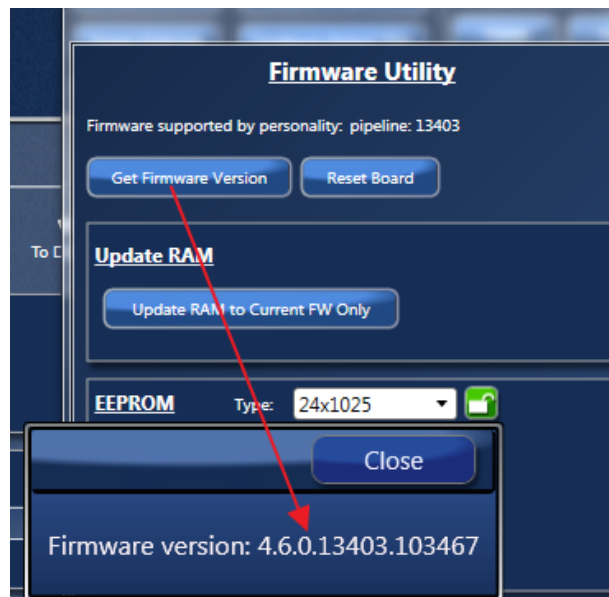 Firmware Utility
Firmware supported by personality: pipeline: 13403
Get Firmware Version
Reset Board
To
Update RAM
Update RAM to Current FW Only
EEPROM
Type:
24x1025
Close
Firmware version: 4.6.0.13403.103467